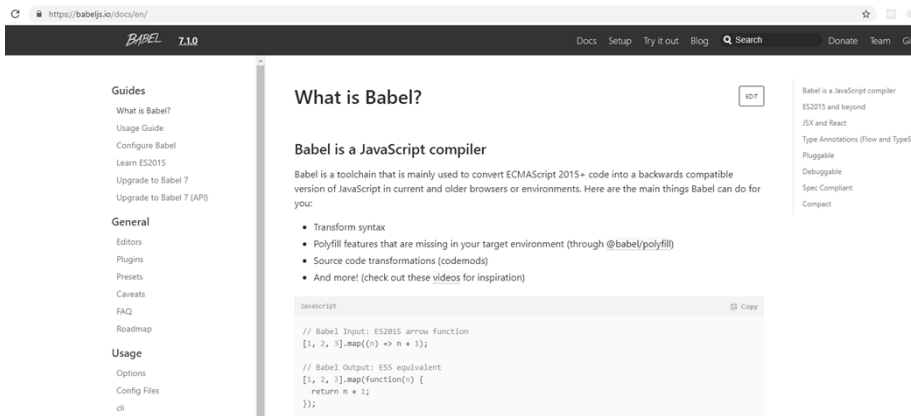 https://babeljs.io/docs/en/
BABEL 7.1.0 Docs Setup Try it out Blog Search Donate Team
Guides
What is Babel?
Usage Guide
Configure Babel
Learn ES2015
Upgrade to Babel 7
Upgrade to Babel 7 (API)
General
Editors
Plugins
Presets
Caveats
FAQ
Roadmap
Usage
Options
Config Files
cli
What is Babel?
EDIT
Babel is a JavaScript compiler
Babel is a toolchain that is mainly used to convert ECMAScript 2015+ code into a backwards compatible
version of JavaScript in current and older browsers or environments. Here are the main things Babel can do for
you:
• Transform syntax
• Polyfill features that are missing in your target environment (through @babel/polyfill)
• Source code transformations (codemods)
• And more! (check out these videos for inspiration)
JavaScript Copy
// Babel Input: ES2015 arrow function
[1, 2, 3].map((n) => n + 1);
// Babel Output: ES5 equivalent
[1, 2, 3].map(function(n) {
return n + 1;
});
Babel is a JavaScript compiler
ES2015 and beyond
JSX and React
Type Annotations (Flow and TypeS
Pluggable
Debuggable
Spec Compliant
Compact